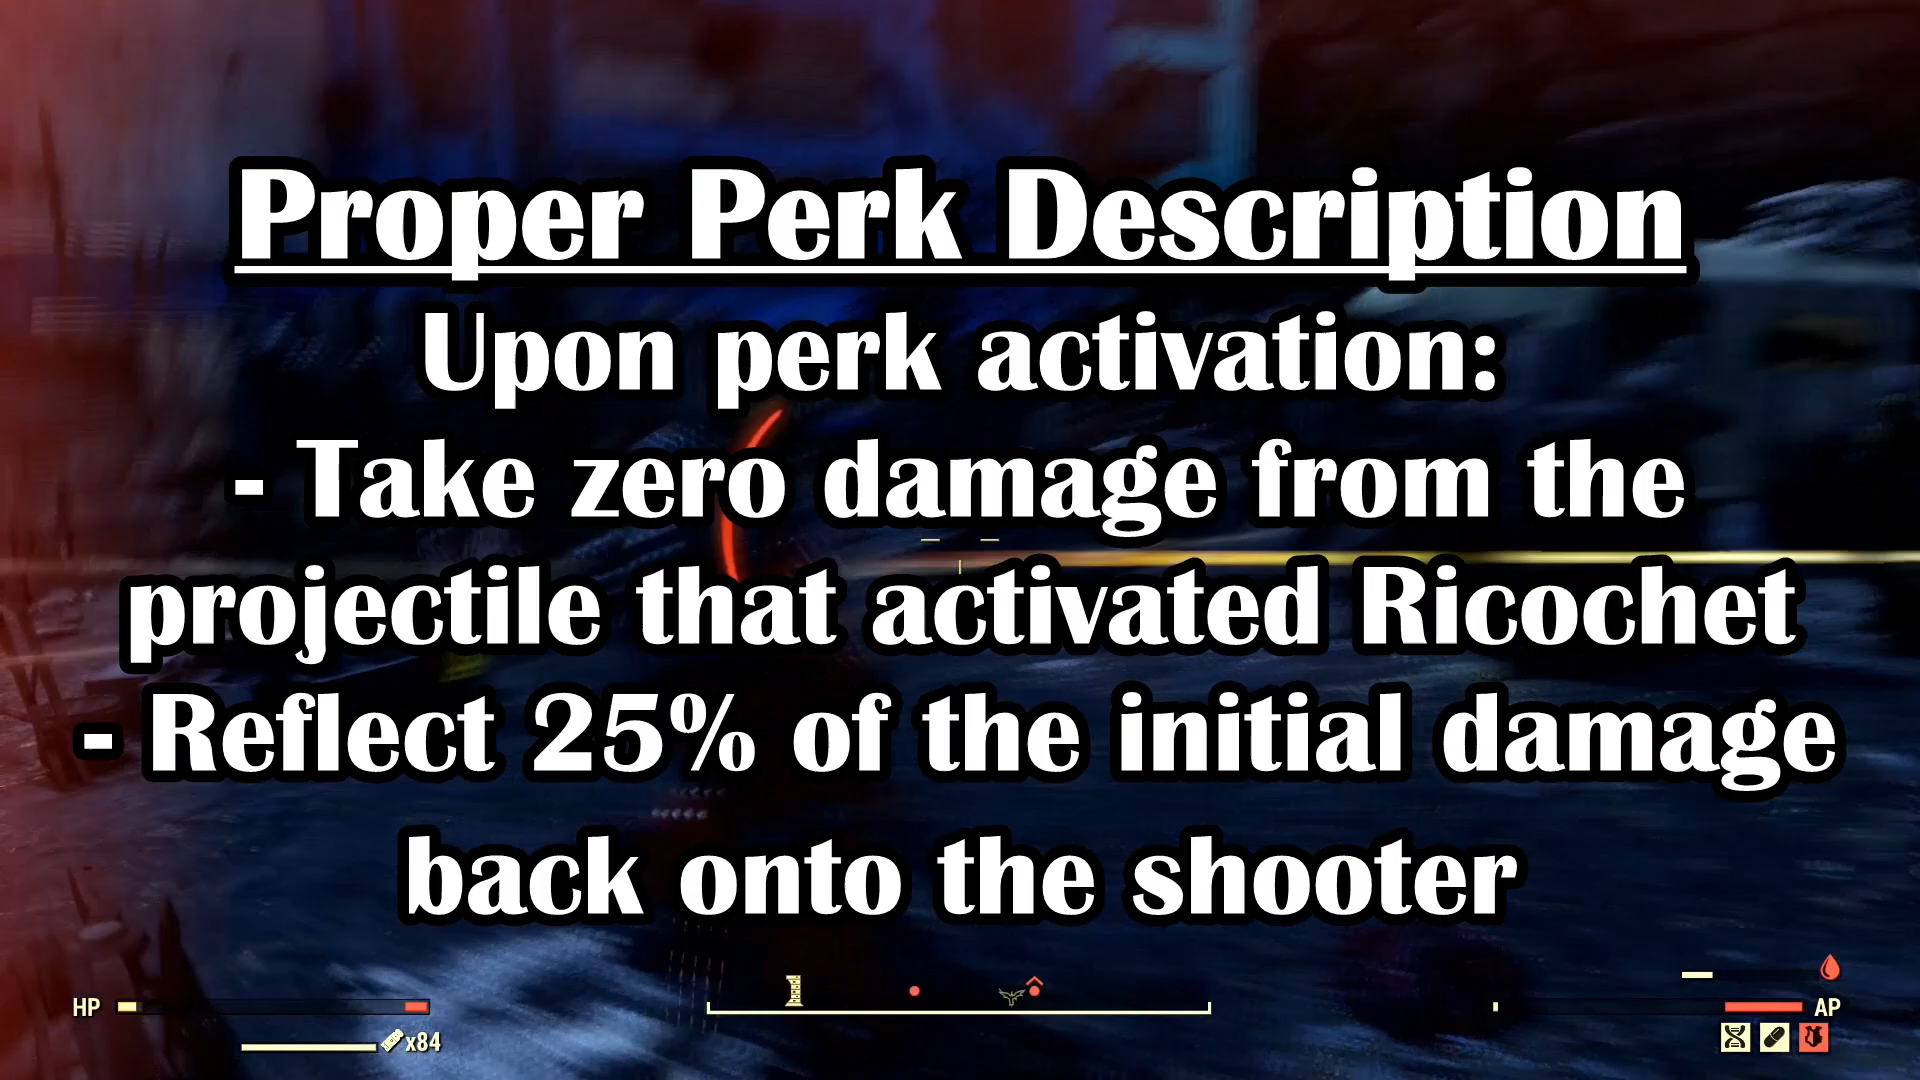 Proper Perk Description
Upon perk activation:
- Take zero damage from the
projectile that activated Ricochet
- Reflect 25% of the initial damage
back onto the shooter
HP
AP
x84